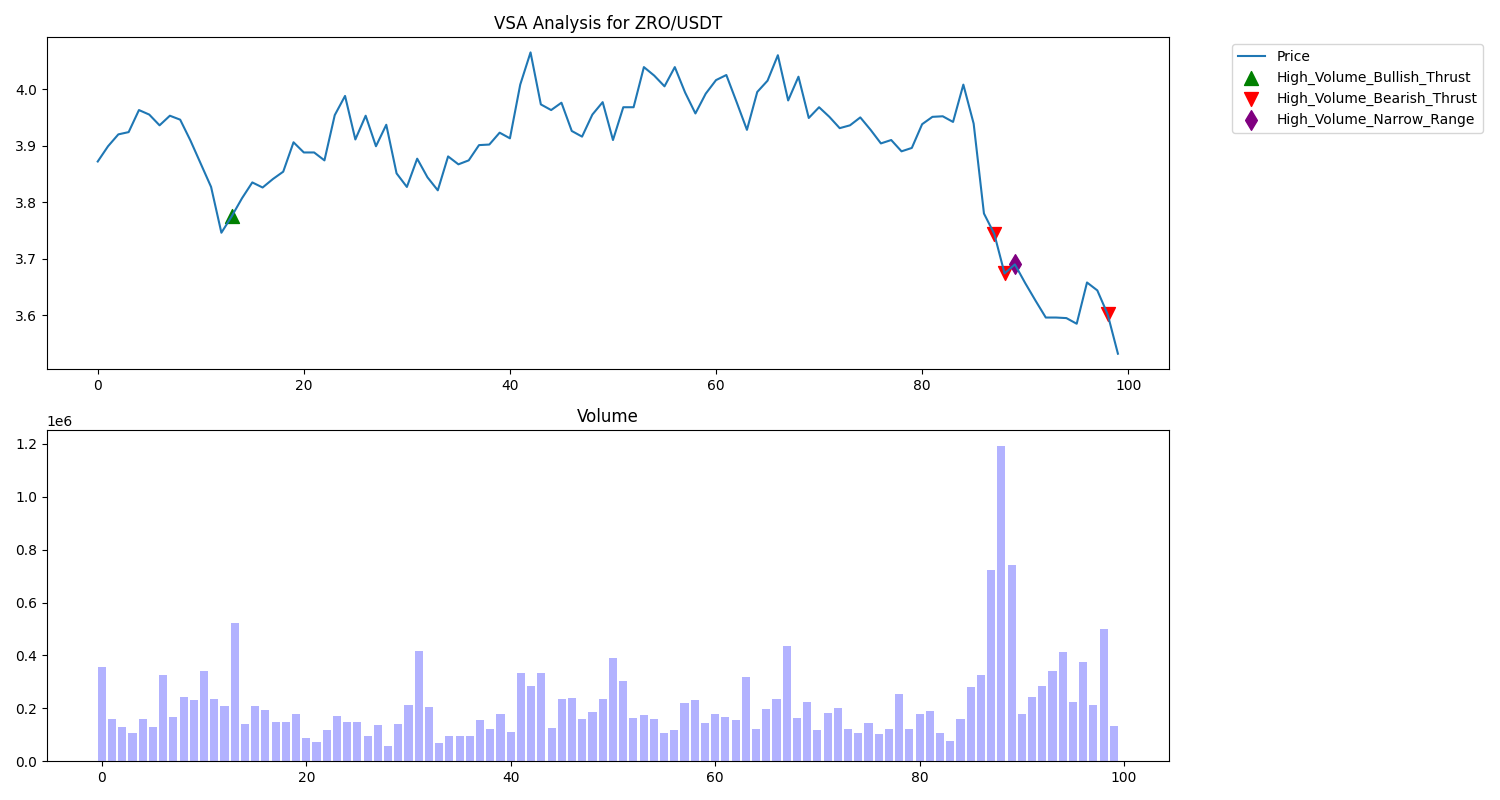 VSA Analysis for ZRO/USDT
4.0
3.9
3.8
3.7
3.6
0 20 40 60 80 100
Price
High_Volume_Bullish_Thrust
High_Volume_Bearish_Thrust
High_Volume_Narrow_Range
Volume
1e6
1.2
1.0
0.8
0.6
0.4
0.2
0.0
0 20 40 60 80 100